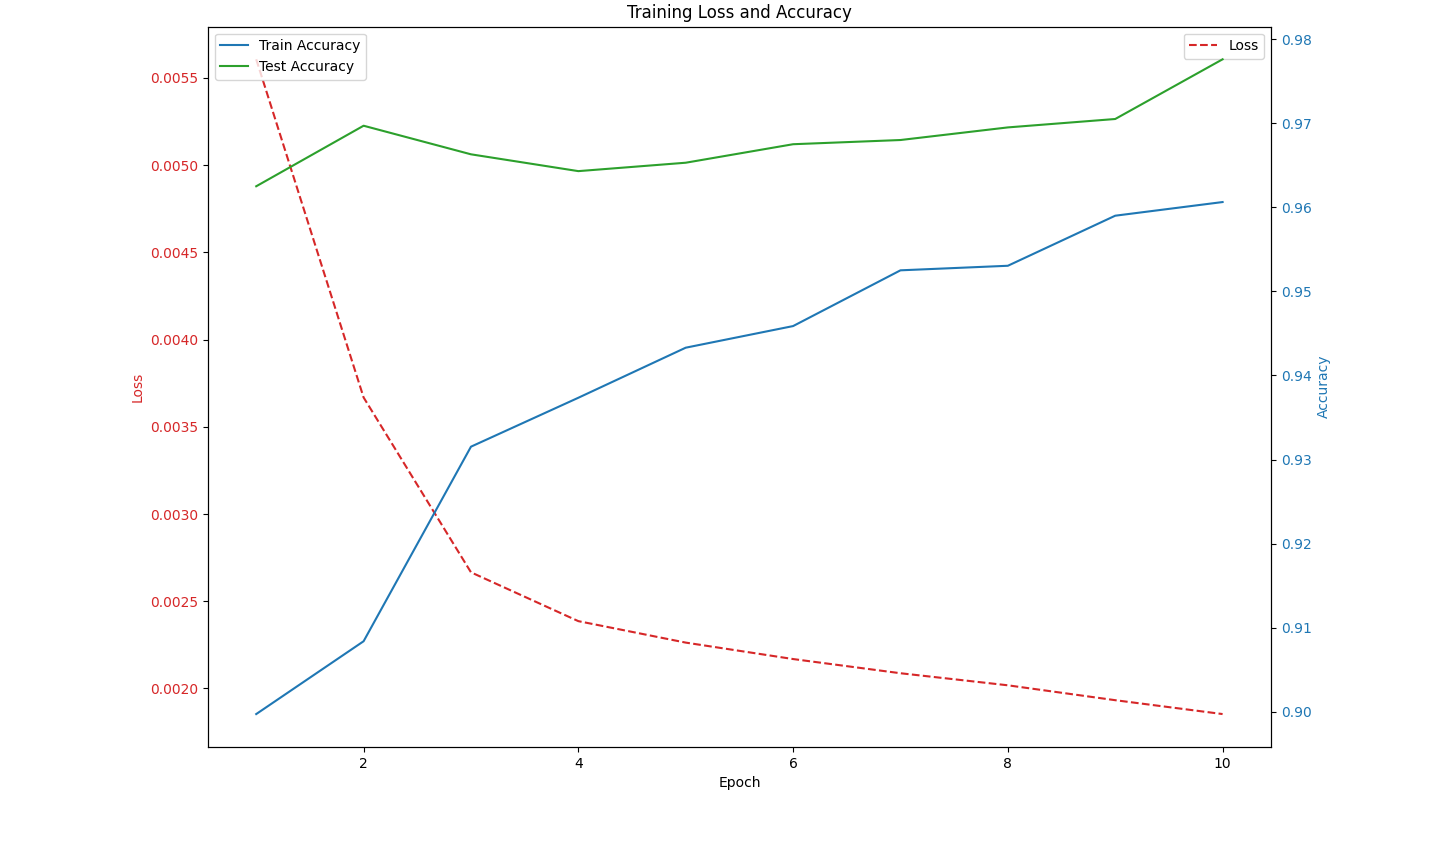 Training Loss and Accuracy
Train Accuracy
Test Accuracy
Loss
0.0055
0.0050
0.0045
0.0040
0.0035
0.0030
0.0025
0.0020
Loss
0.98
0.97
0.96
0.95
0.94
0.93
0.92
0.91
0.90
Accuracy
2 4 6 8 10
Epoch